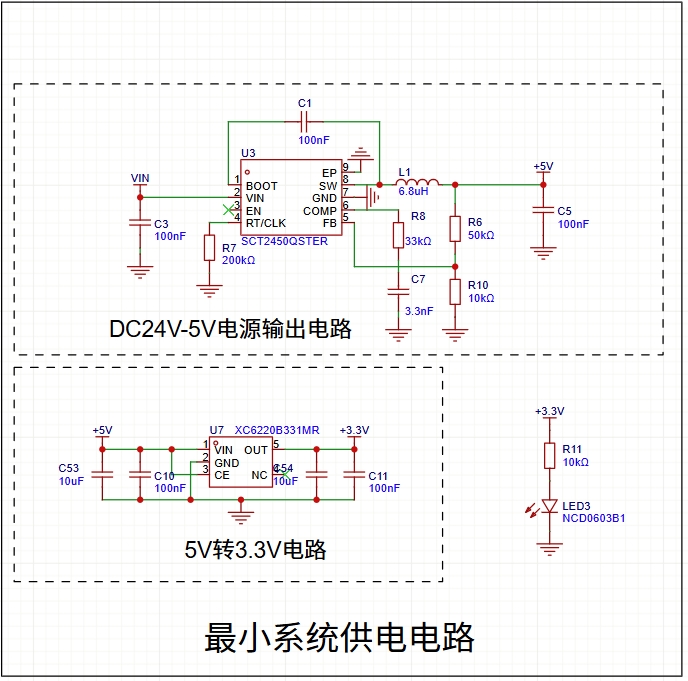 C1
100nF
U3
VIN
C3
100nF
1
BOOT
2
VIN
3
EN
4
RT/CLK
EP
9
SW
8
GND
7
COMP
6
FB
5
SCT2450QSTER
R7
200kΩ
L1
6.8uH
R8
33kΩ
C7
3.3nF
R6
50kΩ
R10
10kΩ
+5V
C5
100nF
DC24V-5V电源输出电路
+5V
C53
10uF
C10
100nF
U7
XC6220B331MR
1
VIN
2
GND
3
CE
OUT
5
NC
4
C54
10uF
+3.3V
C11
100nF
5V转3.3V电路
+3.3V
R11
10kΩ
LED3
NCD0603B1
最小系统供电电路